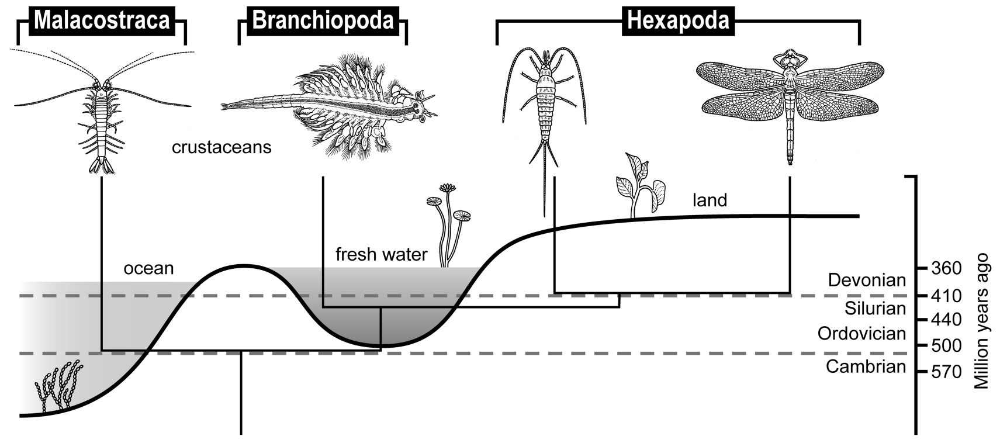 Malacostraca
Branchiopoda
Hexapoda
crustaceans
land
ocean
fresh water
Devonian
Silurian
Ordovician
Cambrian
360
410
440
500
570
Million years ago